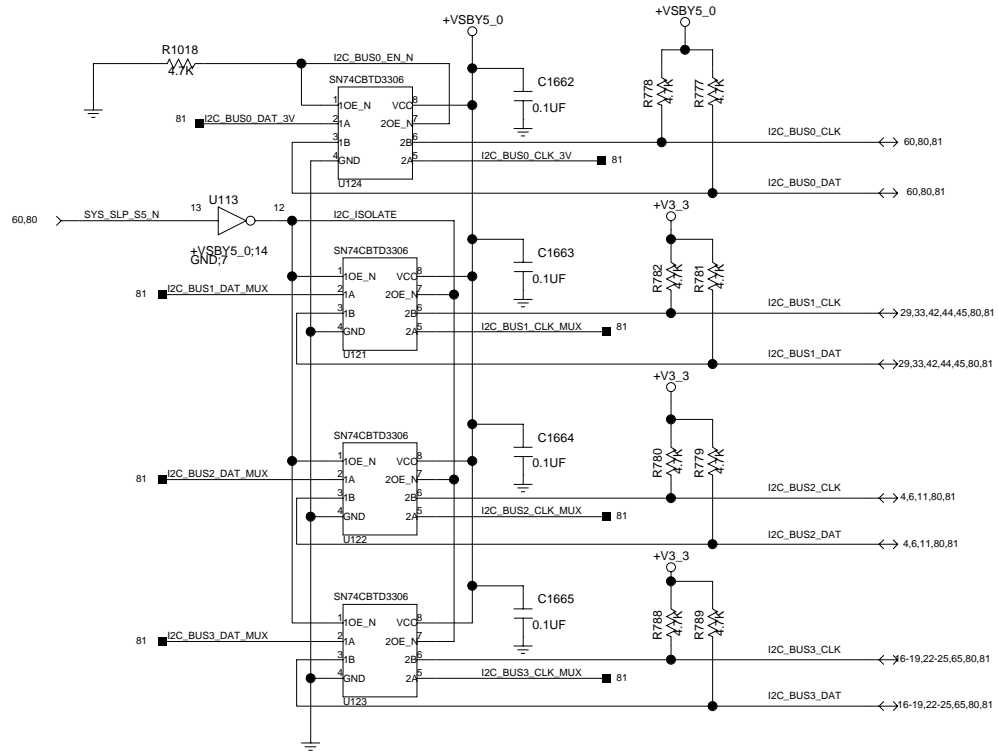 +VSBY5_0
+VSBY5_0
R1018
4.7K
I2C_BUS0_EN_N
SN74CBTD3306
C1662
0.1UF
R778
4.7K
R777
4.7K
1 1OE_N VCC 8
81 I2C_BUS0_DAT_3V 2 1A 2OE_N 7
3 1B 2B 6 I2C_BUS0_CLK 60,80,81
4 GND 2A 5 I2C_BUS0_CLK_3V 81
U124
I2C_BUS0_DAT 60,80,81
60,80 SYS_SLP_S5_N 13 U113 12 I2C_ISOLATE
+VSBY5_0;14
GND;7
+V3_3
SN74CBTD3306
C1663
0.1UF
R782
4.7K
R781
4.7K
1 1OE_N VCC 8
81 I2C_BUS1_DAT_MUX 2 1A 2OE_N 7
3 1B 2B 6 I2C_BUS1_CLK 29,33,42,44,45,80,81
4 GND 2A 5 I2C_BUS1_CLK_MUX 81
U121
I2C_BUS1_DAT 29,33,42,44,45,80,81
+V3_3
SN74CBTD3306
C1664
0.1UF
R780
4.7K
R779
4.7K
1 1OE_N VCC 8
81 I2C_BUS2_DAT_MUX 2 1A 2OE_N 7
3 1B 2B 6 I2C_BUS2_CLK 4,6,11,80,81
4 GND 2A 5 I2C_BUS2_CLK_MUX 81
U122
I2C_BUS2_DAT 4,6,11,80,81
+V3_3
SN74CBTD3306
C1665
0.1UF
R788
4.7K
R789
4.7K
1 1OE_N VCC 8
81 I2C_BUS3_DAT_MUX 2 1A 2OE_N 7
3 1B 2B 6 I2C_BUS3_CLK 16-19,22-25,65,80,81
4 GND 2A 5 I2C_BUS3_CLK_MUX 81
U123
I2C_BUS3_DAT 16-19,22-25,65,80,81